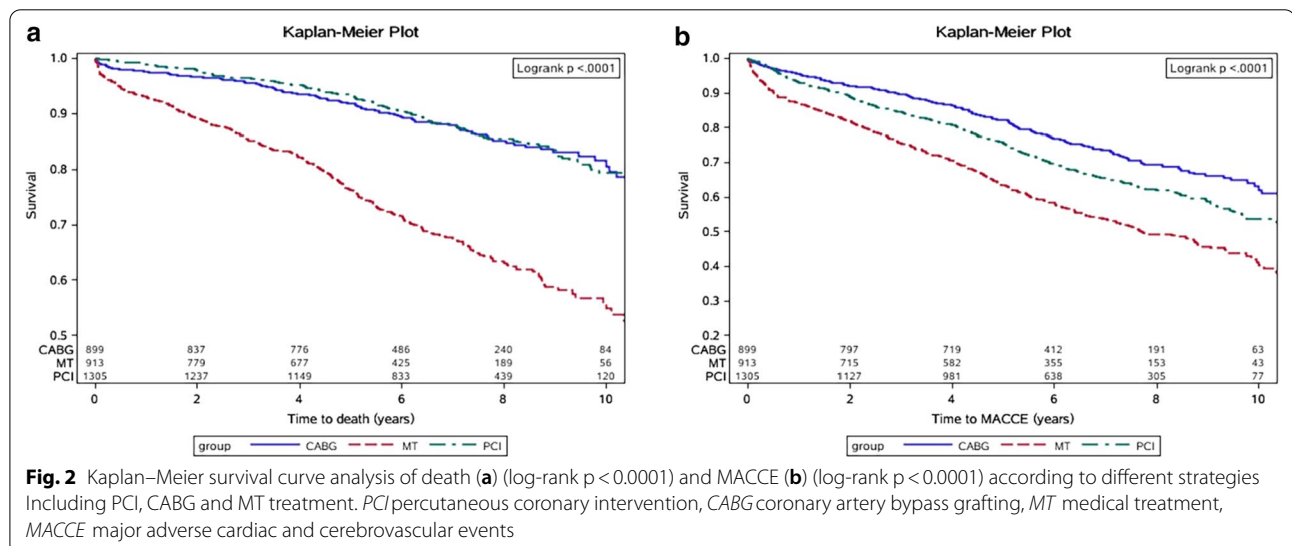 a
Kaplan-Meier Plot
Logrank p <.0001
Survival
1.0
0.9
0.8
0.7
0.6
0.5
CABG 899 837 776 486 240 84
MT 913 779 677 425 189 56
PCI 1305 1237 1149 833 439 120
0 2 4 6 8 10
Time to death (years)
group CABG MT PCI
b
Kaplan-Meier Plot
Logrank p <.0001
Survival
1.0
0.9
0.8
0.7
0.6
0.5
0.4
0.3
0.2
CABG 899 797 719 412 191 63
MT 913 715 582 355 153 43
PCI 1305 1127 981 638 305 77
0 2 4 6 8 10
Time to MACCE (years)
group CABG MT PCI
Fig. 2 Kaplan–Meier survival curve analysis of death (a) (log-rank p < 0.0001) and MACCE (b) (log-rank p < 0.0001) according to different strategies
Including PCI, CABG and MT treatment. PCI percutaneous coronary intervention, CABG coronary artery bypass grafting, MT medical treatment,
MACCE major adverse cardiac and cerebrovascular events